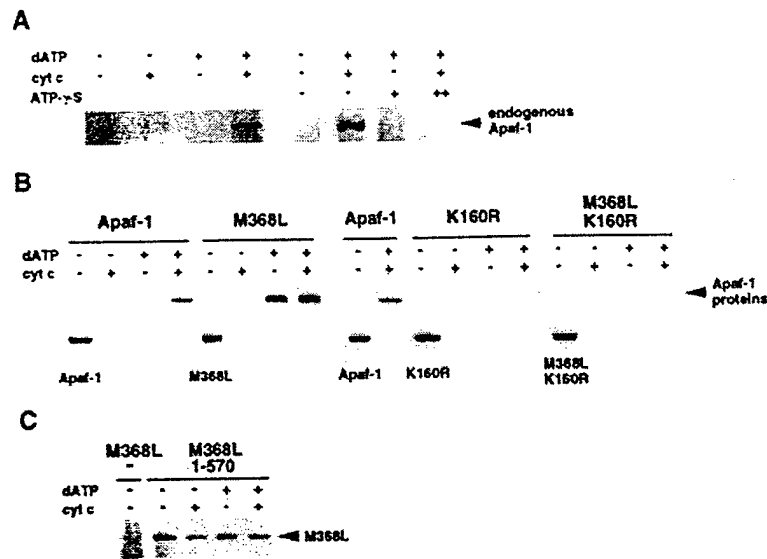 A
dATP - - + + - + + +
cyt c - + - + - + - +
ATP-γS - - + ++
endogenous
Apaf-1
B
Apaf-1 M368L Apaf-1 K160R M368L
K160R
dATP - - + + - - + + - + - - + + - - + +
cyt c - + - + - + - + - + - + - + - + - +
Apaf-1
proteins
Apaf-1 M368L Apaf-1 K160R M368L
K160R
C
M368L M368L
- 1-570
dATP - - - + +
cyt c - - + - +
M368L